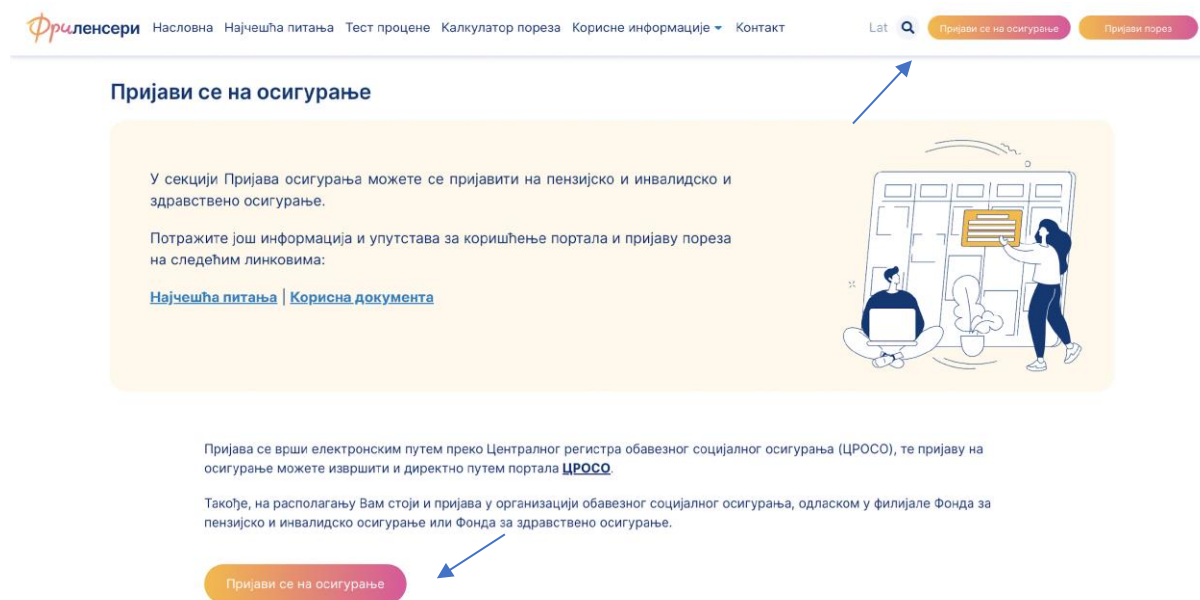 Фриленсери Насловна Најчешћа питања Тест процене Калкулатор пореза Корисне информације Контакт Lat Пријави се на осигурање Пријави порез
Пријави се на осигурање
У секцији Пријава осигурања можете се пријавити на пензијско и инвалидско и
здравствено осигурање.
Потражите још информација и упутстава за коришћење портала и пријаву пореза
на следећим линковима:
Најчешћа питања | Корисна документа
Пријава се врши електронским путем преко Централног регистра обавезног социјалног осигурања (ЦРОСО), те пријаву на
осигурање можете извршити и директно путем портала ЦРОСО.
Такође, на располагању Вам стоји и пријава у организацији обавезног социјалног осигурања, одласком у филијале Фонда за
пензијско и инвалидско осигурање или Фонда за здравствено осигурање.
Пријави се на осигурање